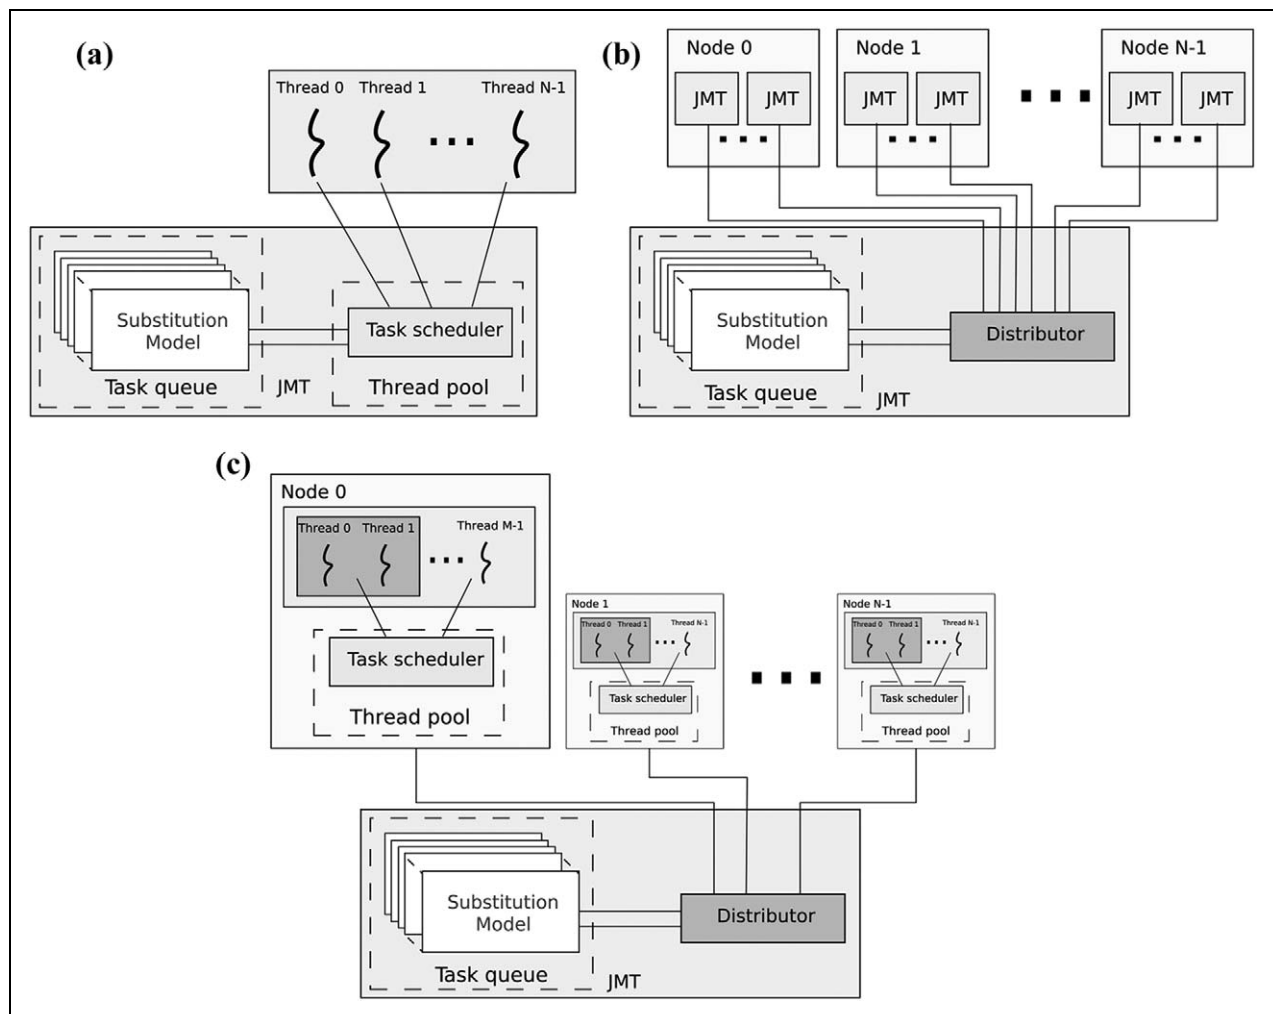 (a)
Thread 0 Thread 1 Thread N-1
Substitution
Model
Task queue
JMT
Task scheduler
Thread pool
(b)
Node 0
JMT JMT
Node 1
JMT JMT
Node N-1
JMT JMT
Substitution
Model
Task queue
JMT
Distributor
(c)
Node 0
Thread 0 Thread 1 Thread M-1
Task scheduler
Thread pool
Node 1
Thread 0 Thread 1 Thread N-1
Task scheduler
Thread pool
Node N-1
Thread 0 Thread 1 Thread N-1
Task scheduler
Thread pool
Substitution
Model
Task queue
JMT
Distributor